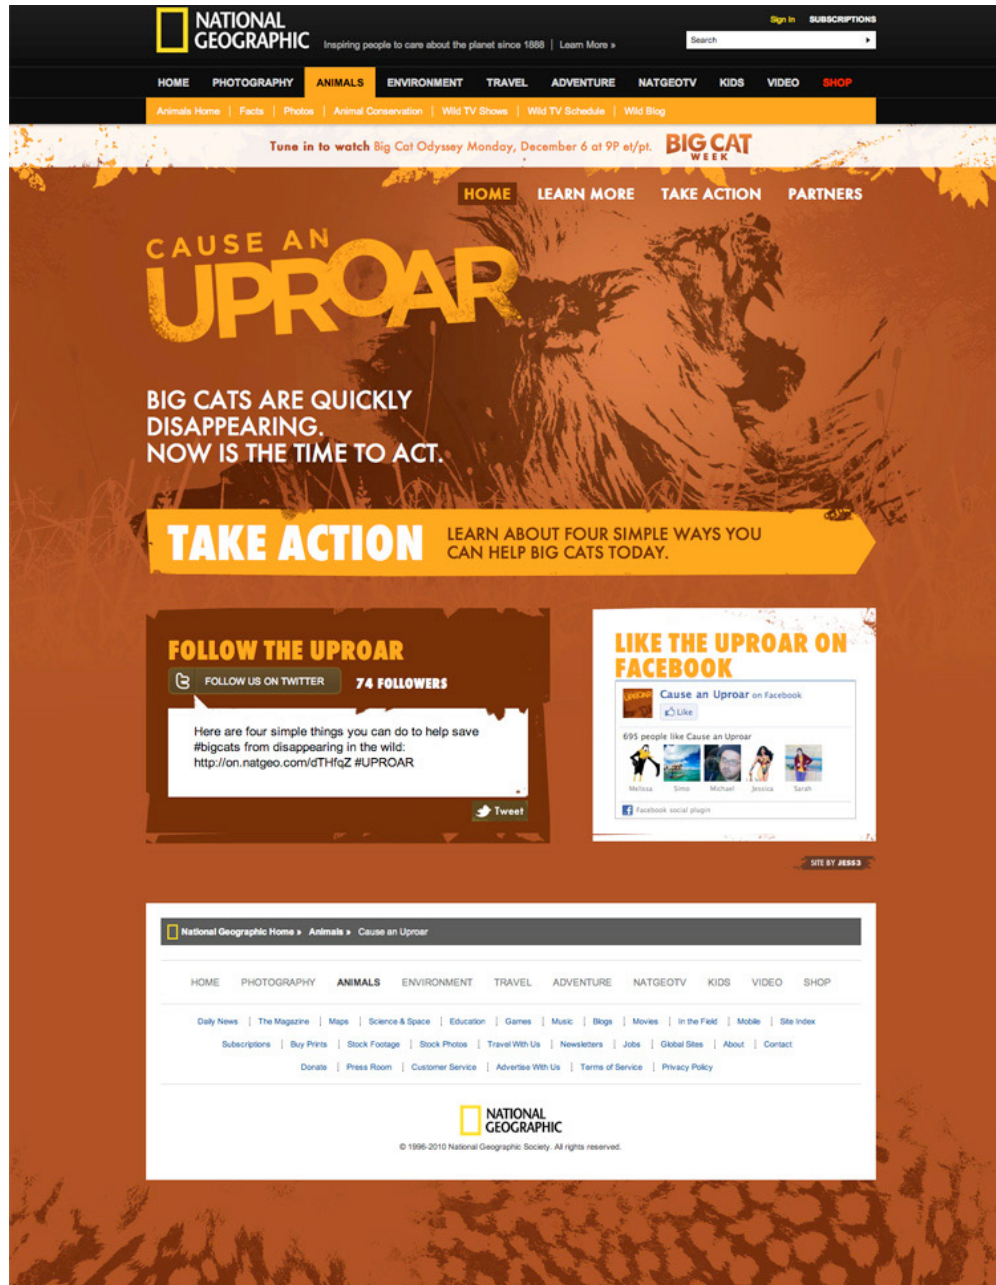 NATIONAL
GEOGRAPHIC
Inspiring people to care about the planet since 1888 | Learn More »
Sign In SUBSCRIPTIONS
Search
HOME PHOTOGRAPHY ANIMALS ENVIRONMENT TRAVEL ADVENTURE NATGEOTV KIDS VIDEO SHOP
Animals Home | Facts | Photos | Animal Conservation | Wild TV Shows | Wild TV Schedule | Wild Blog
Tune in to watch Big Cat Odyssey Monday, December 6 at 9P et/pt.
BIG CAT
WEEK
HOME LEARN MORE TAKE ACTION PARTNERS
CAUSE AN
UPROAR
BIG CATS ARE QUICKLY
DISAPPEARING.
NOW IS THE TIME TO ACT.
TAKE ACTION
LEARN ABOUT FOUR SIMPLE WAYS YOU
CAN HELP BIG CATS TODAY.
FOLLOW THE UPROAR
FOLLOW US ON TWITTER 74 FOLLOWERS
Here are four simple things you can do to help save
#bigcats from disappearing in the wild:
http://on.natgeo.com/dTHfqZ #UPROAR
Tweet
LIKE THE UPROAR ON
FACEBOOK
UPROAR
Cause an Uproar on Facebook
Like
695 people like Cause an Uproar
Melissa Simo Michael Jessica Sarah
Facebook social plugin
SITE BY JESS3
National Geographic Home » Animals » Cause an Uproar
HOME PHOTOGRAPHY ANIMALS ENVIRONMENT TRAVEL ADVENTURE NATGEOTV KIDS VIDEO SHOP
Daily News | The Magazine | Maps | Science & Space | Education | Games | Music | Blogs | Movies | In the Field | Mobile | Site Index
Subscriptions | Buy Prints | Stock Footage | Stock Photos | Travel With Us | Newsletters | Jobs | Global Sites | About | Contact
Donate | Press Room | Customer Service | Advertise With Us | Terms of Service | Privacy Policy
NATIONAL
GEOGRAPHIC
© 1996-2010 National Geographic Society. All rights reserved.